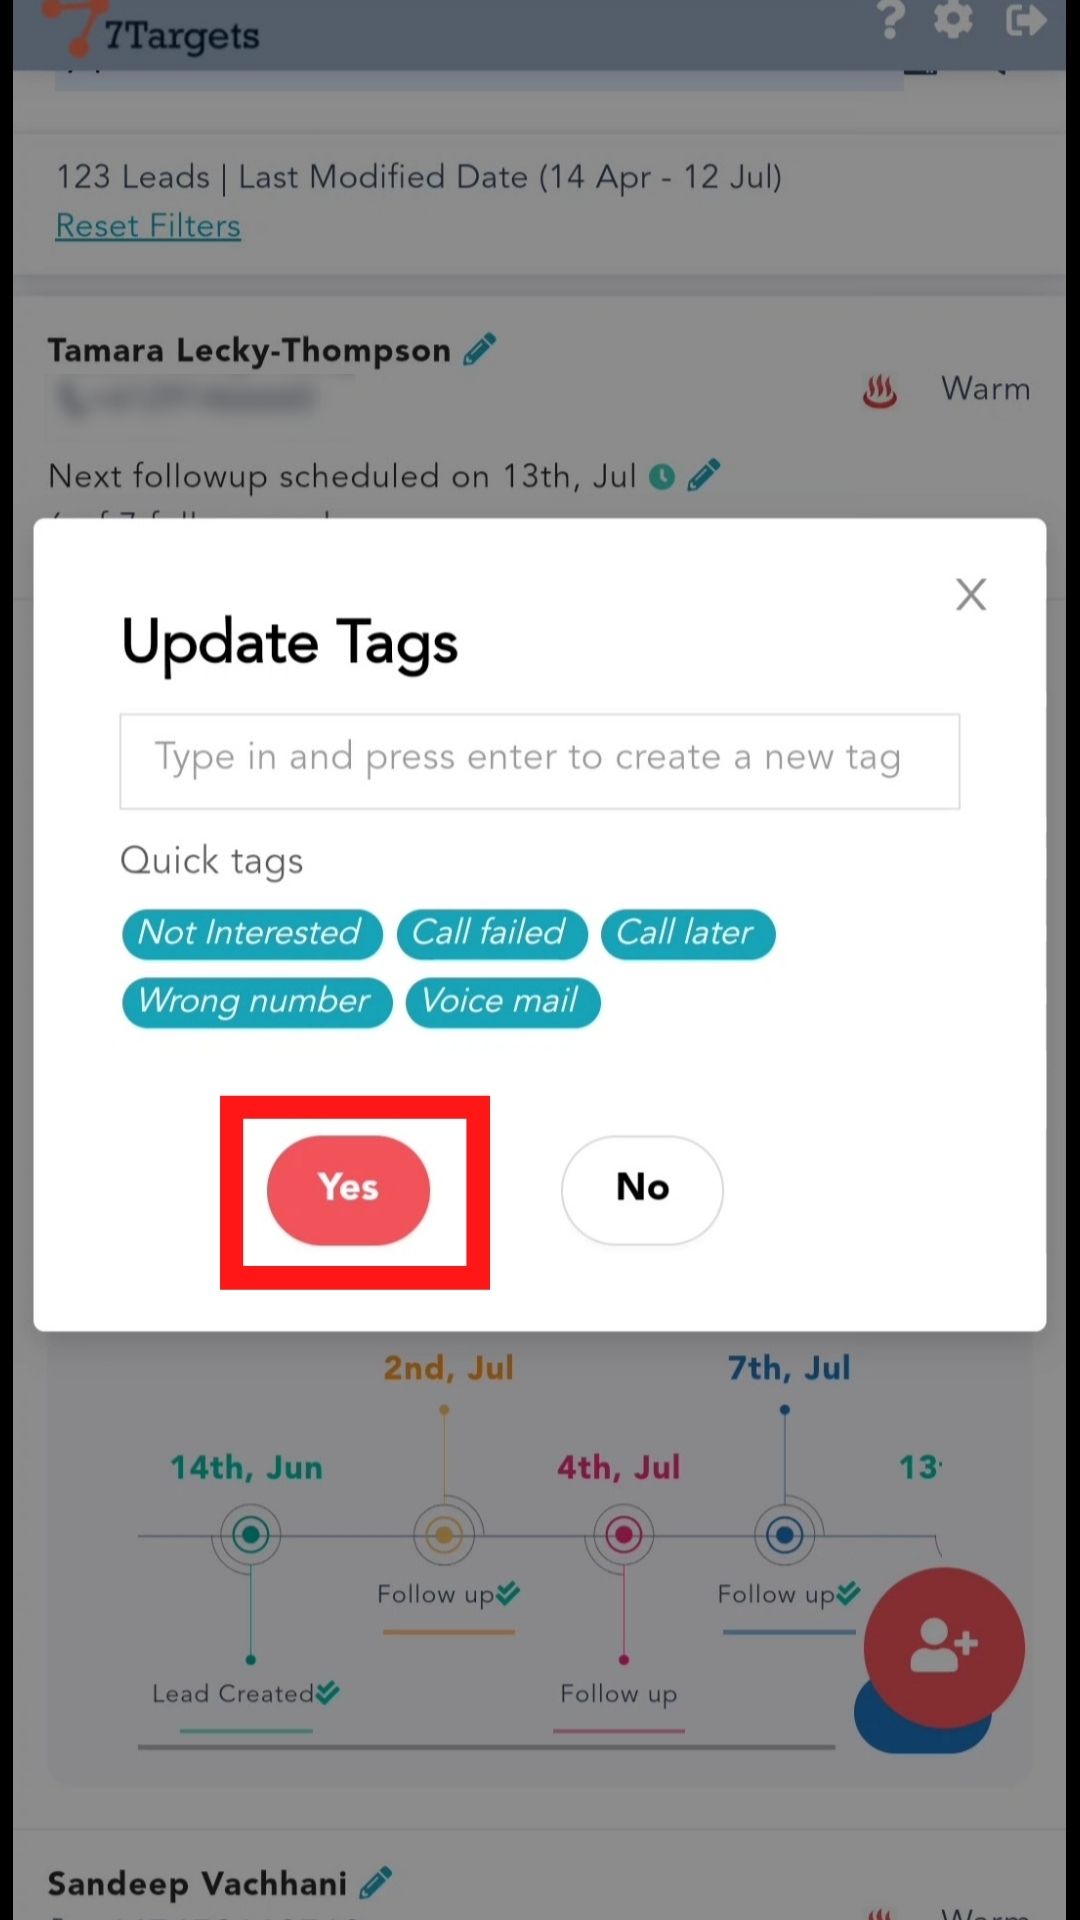 7Targets
123 Leads | Last Modified Date (14 Apr - 12 Jul)
Reset Filters
Tamara Lecky-Thompson
Warm
Next followup scheduled on 13th, Jul
X
Update Tags
Type in and press enter to create a new tag
Quick tags
Not Interested Call failed Call later
Wrong number Voice mail
Yes No
2nd, Jul 7th, Jul
14th, Jun 4th, Jul 13
Follow up Follow up
Lead Created Follow up
Sandeep Vachhani
Warm